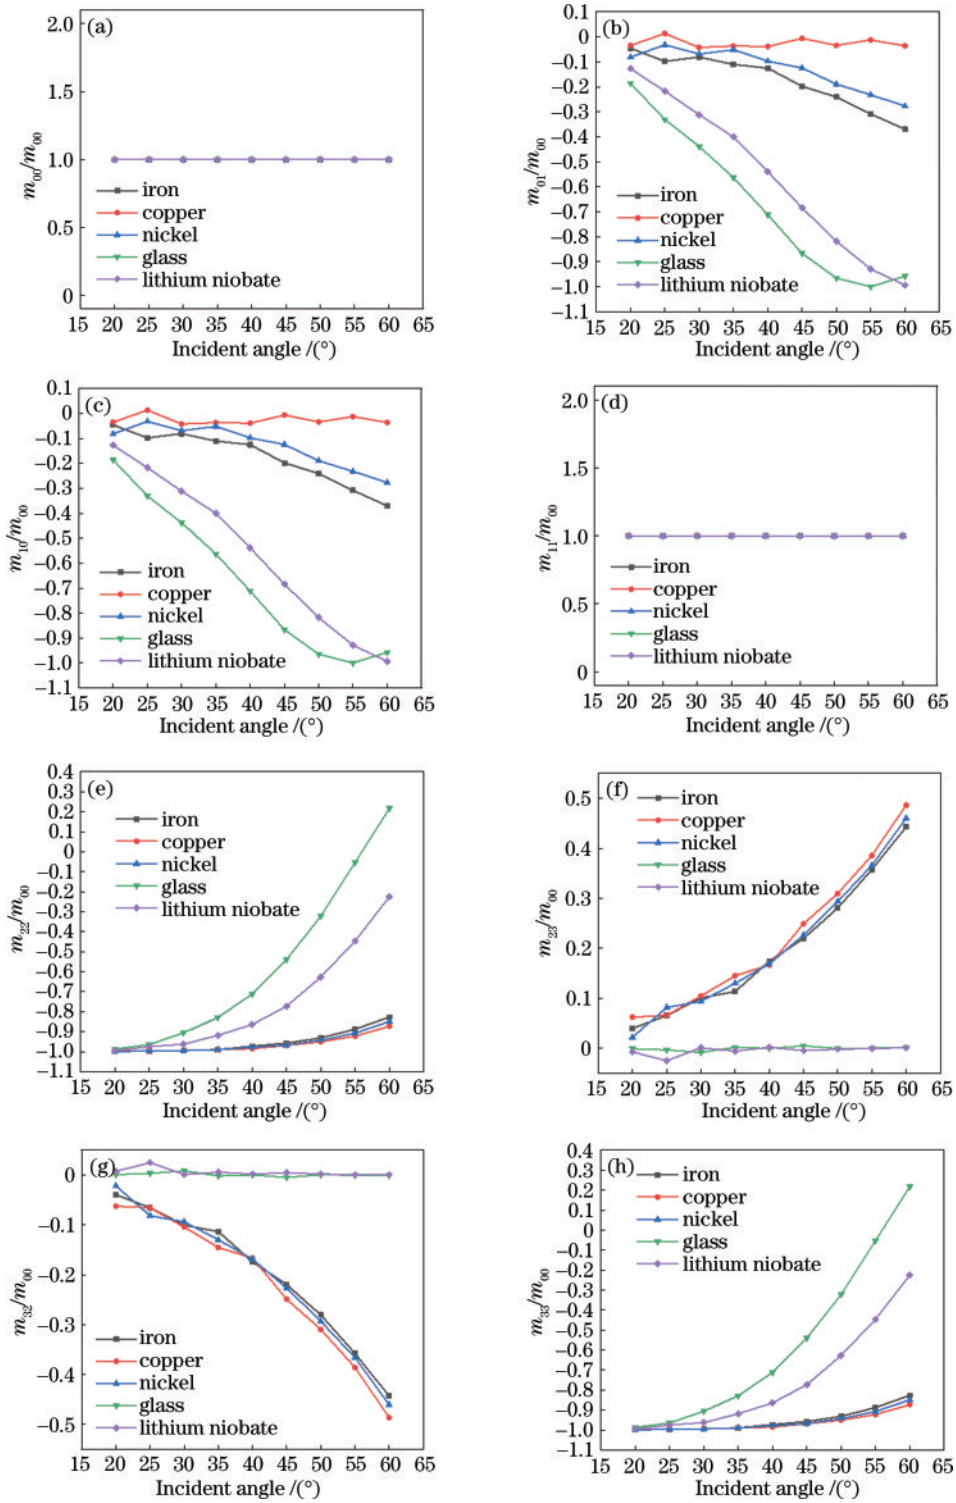 (a)
2.0
1.0
0.5
0
m00/m00
iron
copper
nickel
glass
lithium niobate
15 20 25 30 35 40 45 50 55 60 65
Incident angle /(°)
(b)
0.1
0
−0.1
−0.2
−0.3
−0.4
−0.5
−0.6
−0.7
−0.8
−0.9
−1.0
−1.1
m01/m00
iron
copper
nickel
glass
lithium niobate
15 20 25 30 35 40 45 50 55 60 65
Incident angle /(°)
(c)
0.1
0
−0.1
−0.2
−0.3
−0.4
−0.5
−0.6
−0.7
−0.8
−0.9
−1.0
−1.1
m10/m00
iron
copper
nickel
glass
lithium niobate
15 20 25 30 35 40 45 50 55 60 65
Incident angle /(°)
(d)
2.0
1.5
1.0
0.5
0
m11/m00
iron
copper
nickel
glass
lithium niobate
15 20 25 30 35 40 45 50 55 60 65
Incident angle /(°)
(e)
0.4
0.3
0.2
0.1
0
−0.1
−0.2
−0.3
−0.4
−0.5
−0.6
−0.7
−0.8
−0.9
−1.0
−1.1
m22/m00
iron
copper
nickel
glass
lithium niobate
15 20 25 30 35 40 45 50 55 60 65
Incident angle /(°)
(f)
0.5
0.4
0.3
0.2
0.1
0
m23/m00
iron
copper
nickel
glass
lithium niobate
15 20 25 30 35 40 45 50 55 60 65
Incident angle /(°)
(g)
0
−0.1
−0.2
−0.3
−0.4
−0.5
m32/m00
iron
copper
nickel
glass
lithium niobate
15 20 25 30 35 40 45 50 55 60 65
Incident angle /(°)
(h)
0.4
0.3
0.2
0.1
0
−0.1
−0.2
−0.3
−0.4
−0.5
−0.6
−0.7
−0.8
−0.9
−1.0
−1.1
m33/m00
iron
copper
nickel
glass
lithium niobate
15 20 25 30 35 40 45 50 55 60 65
Incident angle /(°)